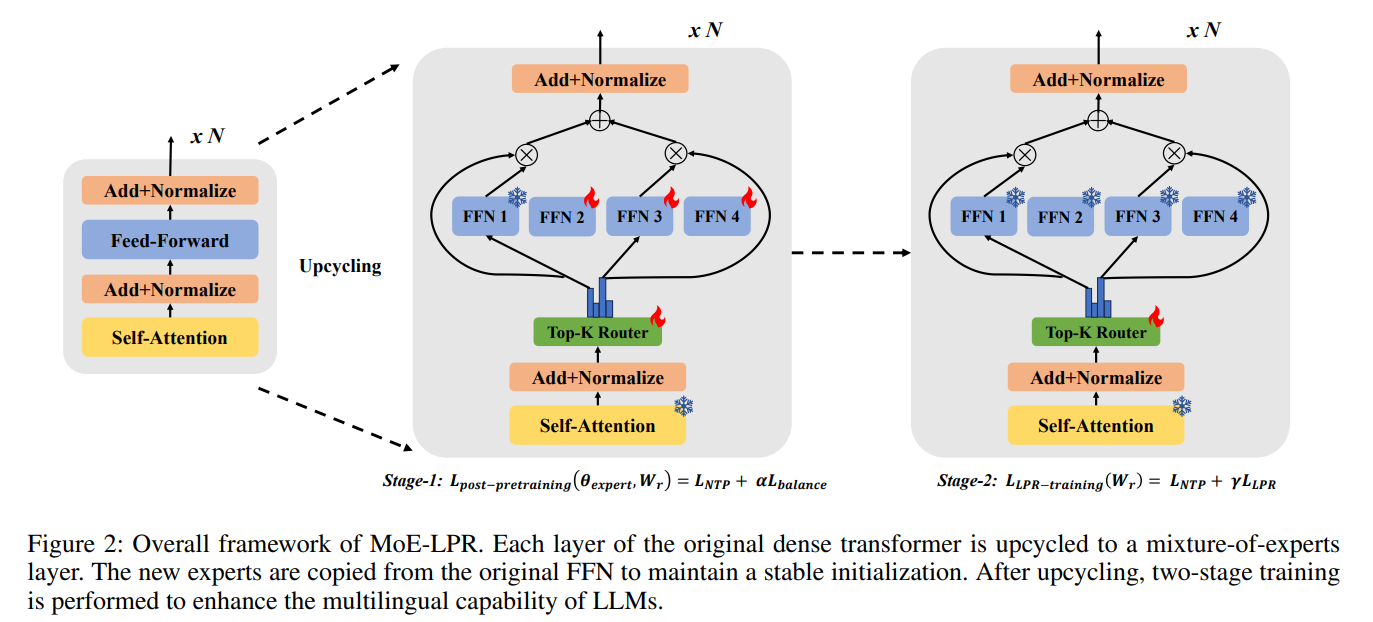 x N
Add+Normalize
Feed-Forward
Add+Normalize
Self-Attention
Upcycling
x N
Add+Normalize
FFN 1
FFN 2
FFN 3
FFN 4
Top-K Router
Add+Normalize
Self-Attention
Stage-1: L_{post-pretraining}(θ_{expert}, W_r) = L_{NTP} + αL_{balance}
x N
Add+Normalize
FFN 1
FFN 2
FFN 3
FFN 4
Top-K Router
Add+Normalize
Self-Attention
Stage-2: L_{LPR-training}(W_r) = L_{NTP} + γL_{LPR}
Figure 2: Overall framework of MoE-LPR. Each layer of the original dense transformer is upcycled to a mixture-of-experts
layer. The new experts are copied from the original FFN to maintain a stable initialization. After upcycling, two-stage training
is performed to enhance the multilingual capability of LLMs.